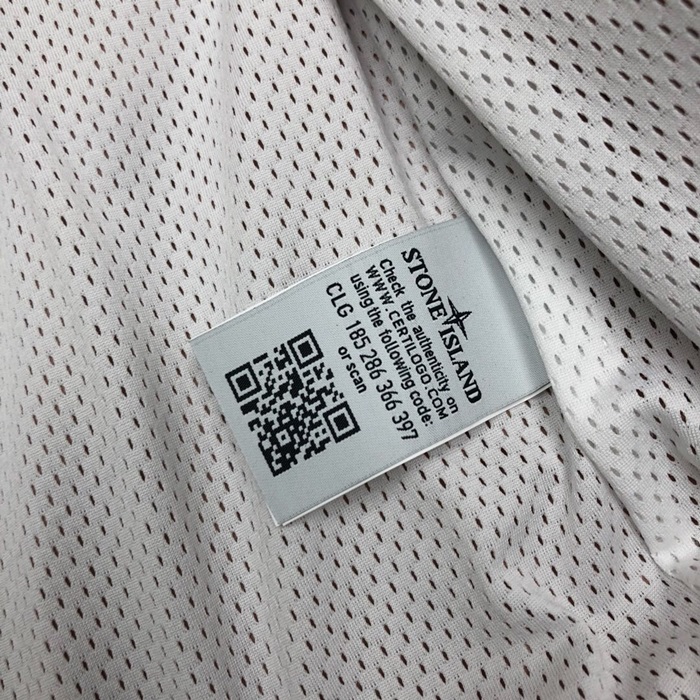 STONE ISLAND
Check the authenticity on
WWW.CERTILOGO.COM
using the following code:
CLG 185 286 366 397
or scan